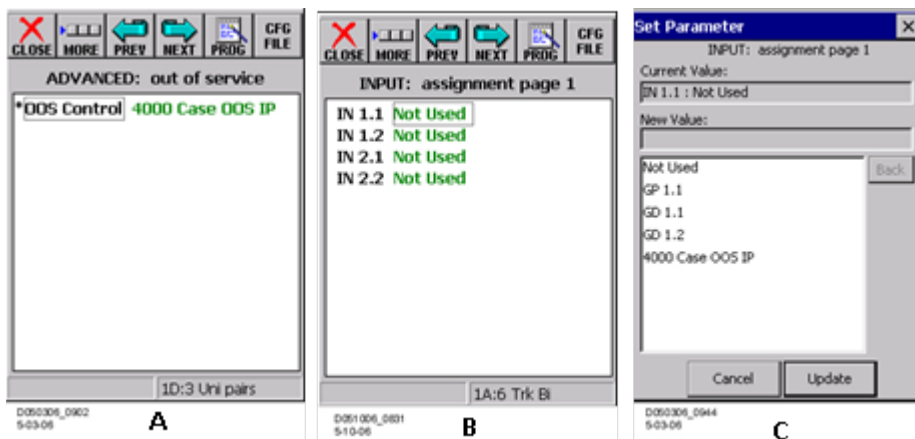 CLOSE MORE PREV NEXT PROG CFG FILE
ADVANCED: out of service
*OOS Control 4000 Case OOS IP
1D:3 Uni pairs
D050306_0902
5-03-06
A
CLOSE MORE PREV NEXT PROG CFG FILE
INPUT: assignment page 1
IN 1.1 Not Used
IN 1.2 Not Used
IN 2.1 Not Used
IN 2.2 Not Used
1A:6 Trk Bi
D051006_0831
5-10-06
B
Set Parameter
INPUT: assignment page 1
Current Value:
IN 1.1 : Not Used
New Value:
Not Used
Back
GP 1.1
GD 1.1
GD 1.2
4000 Case OOS IP
Cancel Update
D050306_0944
5-03-06
C